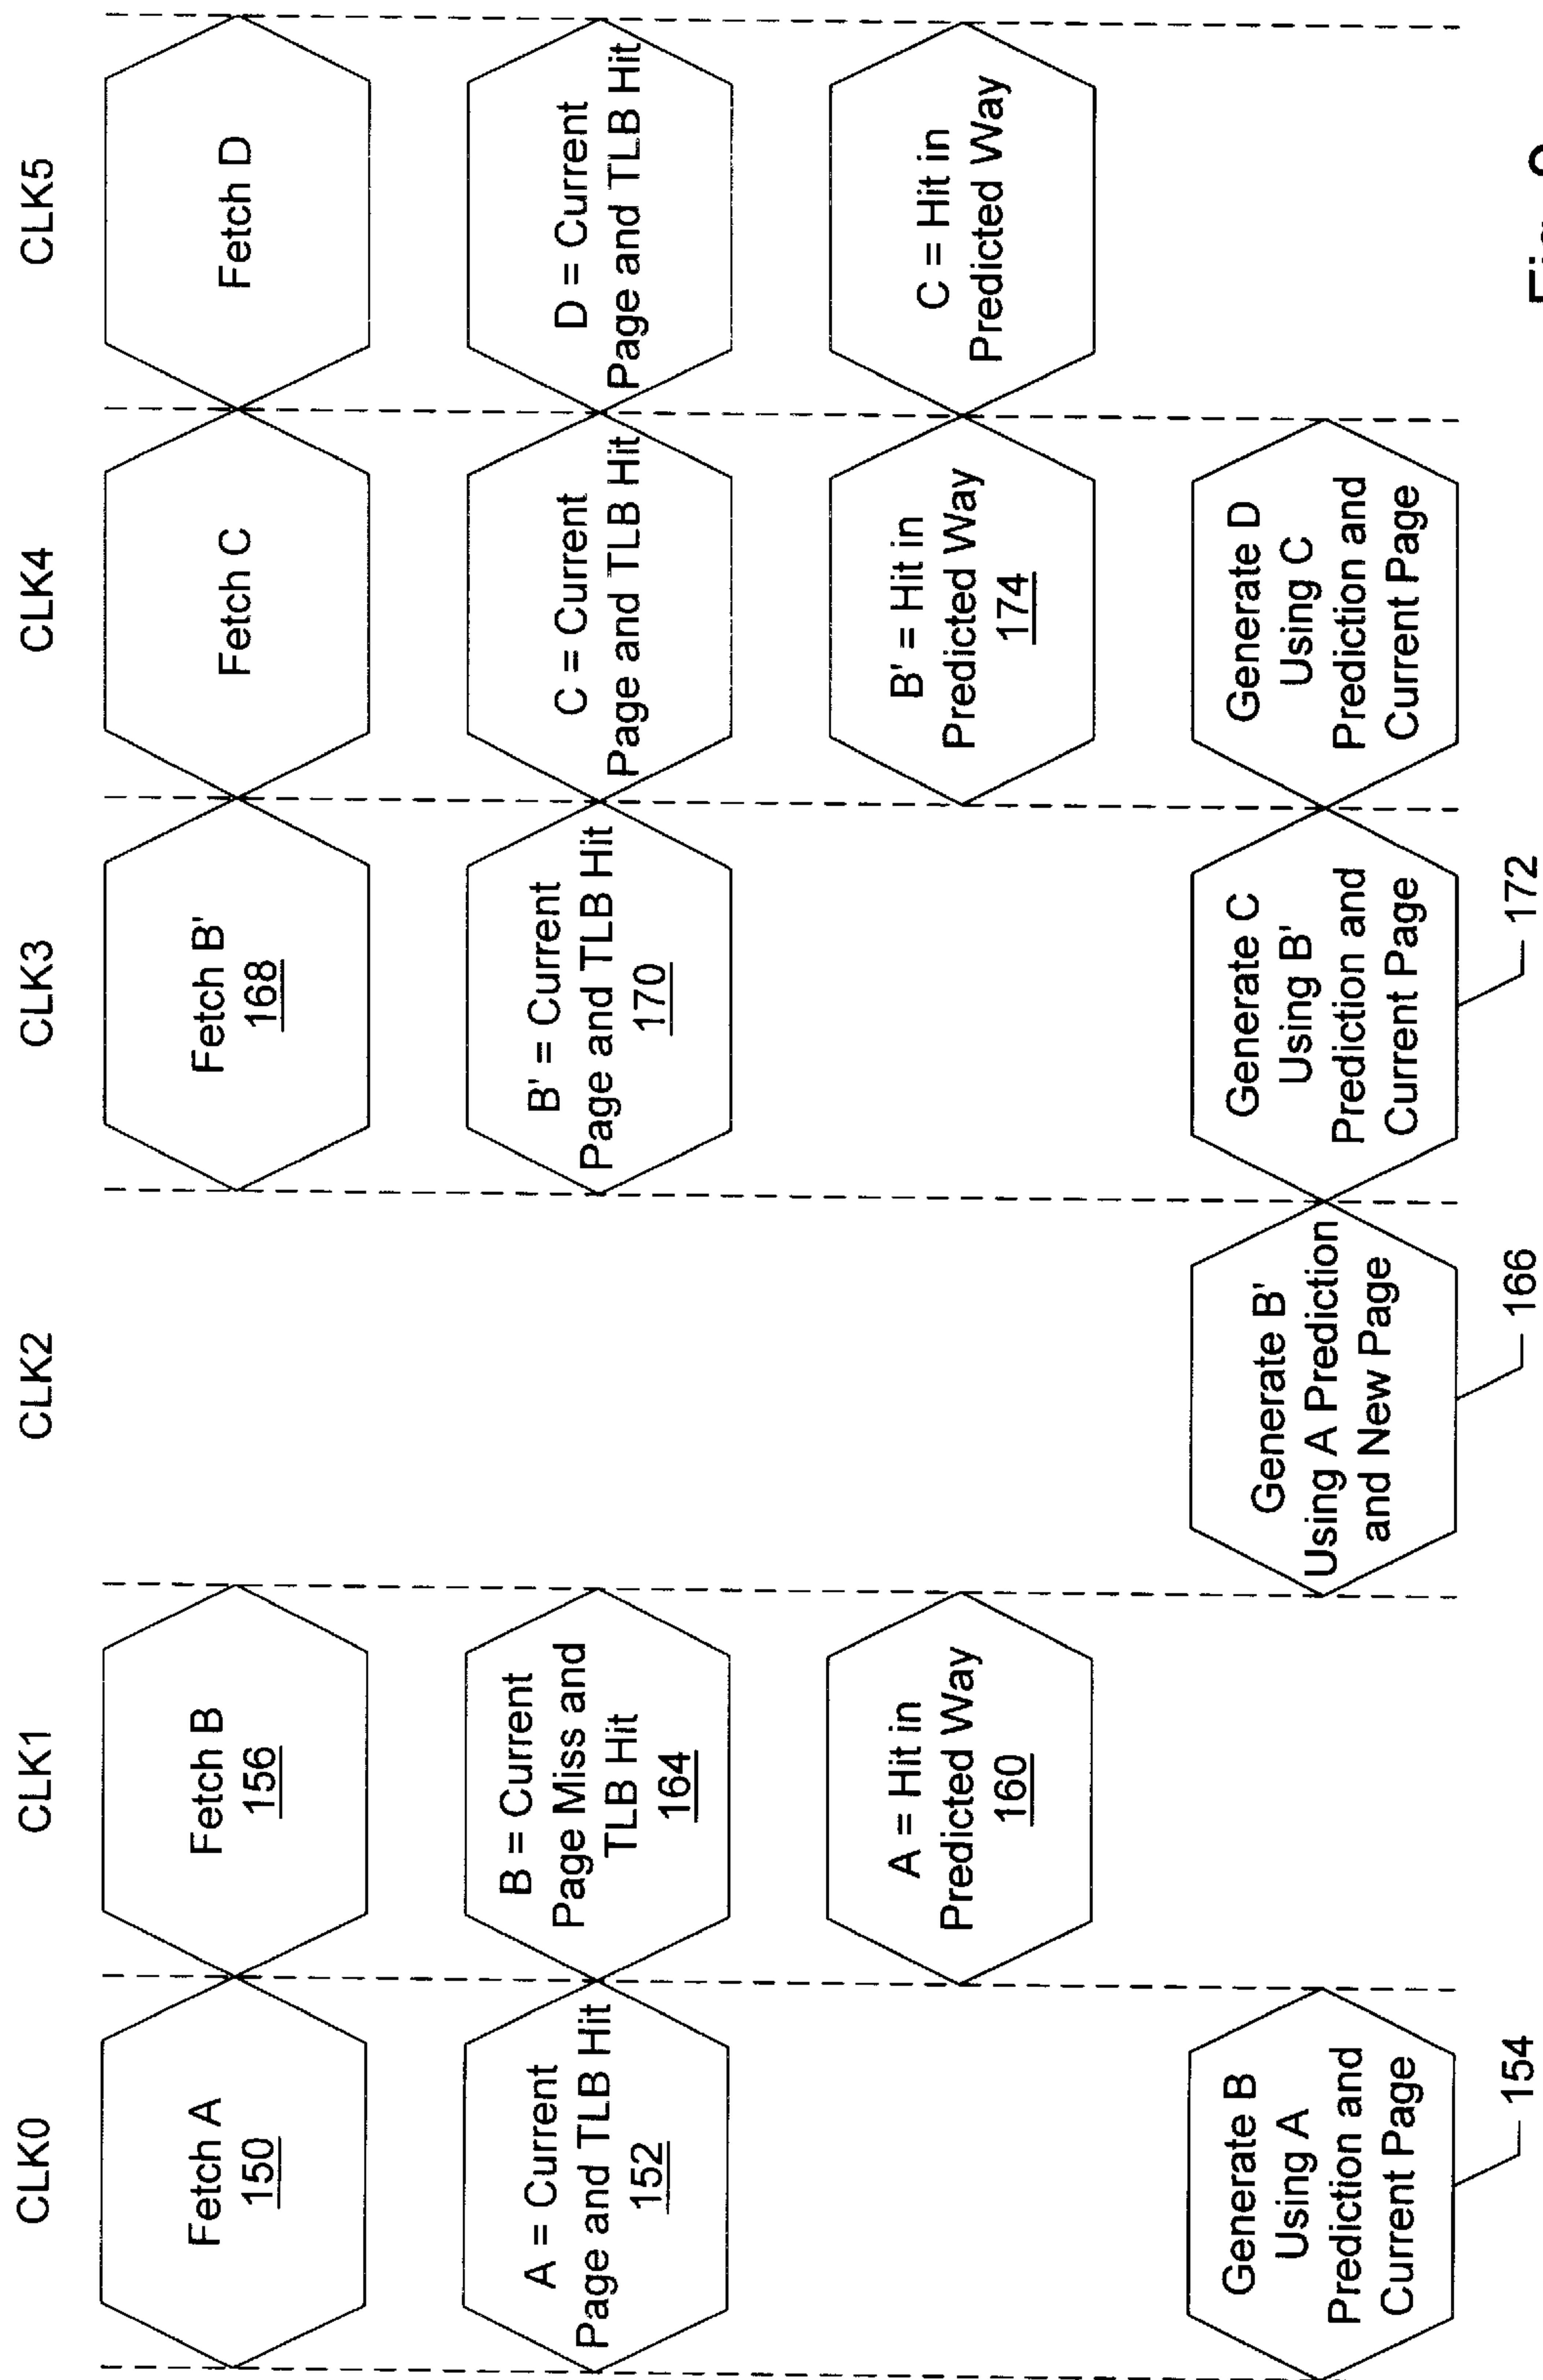 CLK0
CLK1
CLK2
CLK3
CLK4
CLK5
Fetch A
150
Fetch B
156
Fetch B'
168
Fetch C
Fetch D
A = Current
Page and TLB Hit
152
B = Current
Page Miss and
TLB Hit
164
B' = Current
Page and TLB Hit
170
C = Current
Page and TLB Hit
D = Current
Page and TLB Hit
A = Hit in
Predicted Way
160
B' = Hit in
Predicted Way
174
C = Hit in
Predicted Way
Generate B
Using A
Prediction and
Current Page
154
Generate B'
Using A Prediction
and New Page
166
Generate C
Using B'
Prediction and
Current Page
172
Generate D
Using C
Prediction and
Current Page